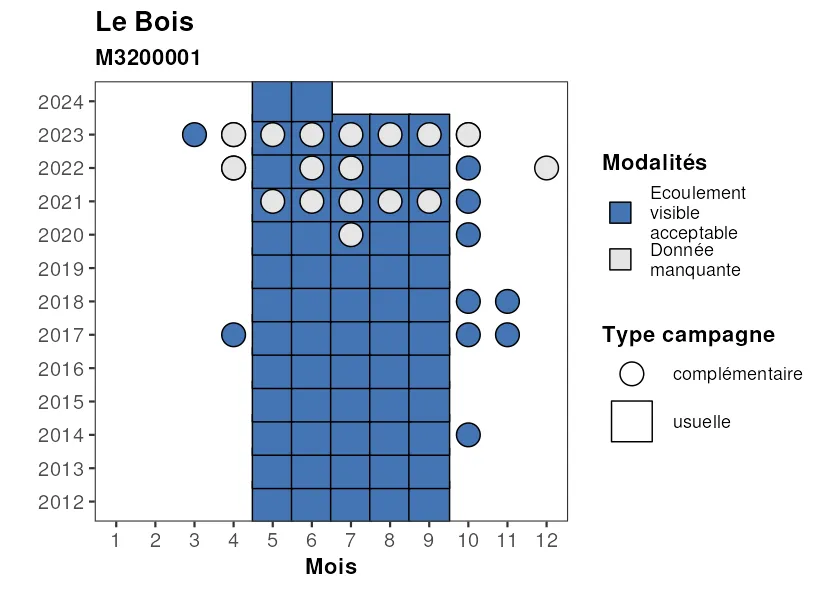 Le Bois
M3200001
2024
2023
2022
2021
2020
2019
2018
2017
2016
2015
2014
2013
2012
1 2 3 4 5 6 7 8 9 10 11 12
Mois
Modalités
Ecoulement
visible
acceptable
Donnée
manquante
Type campagne
complémentaire
usuelle